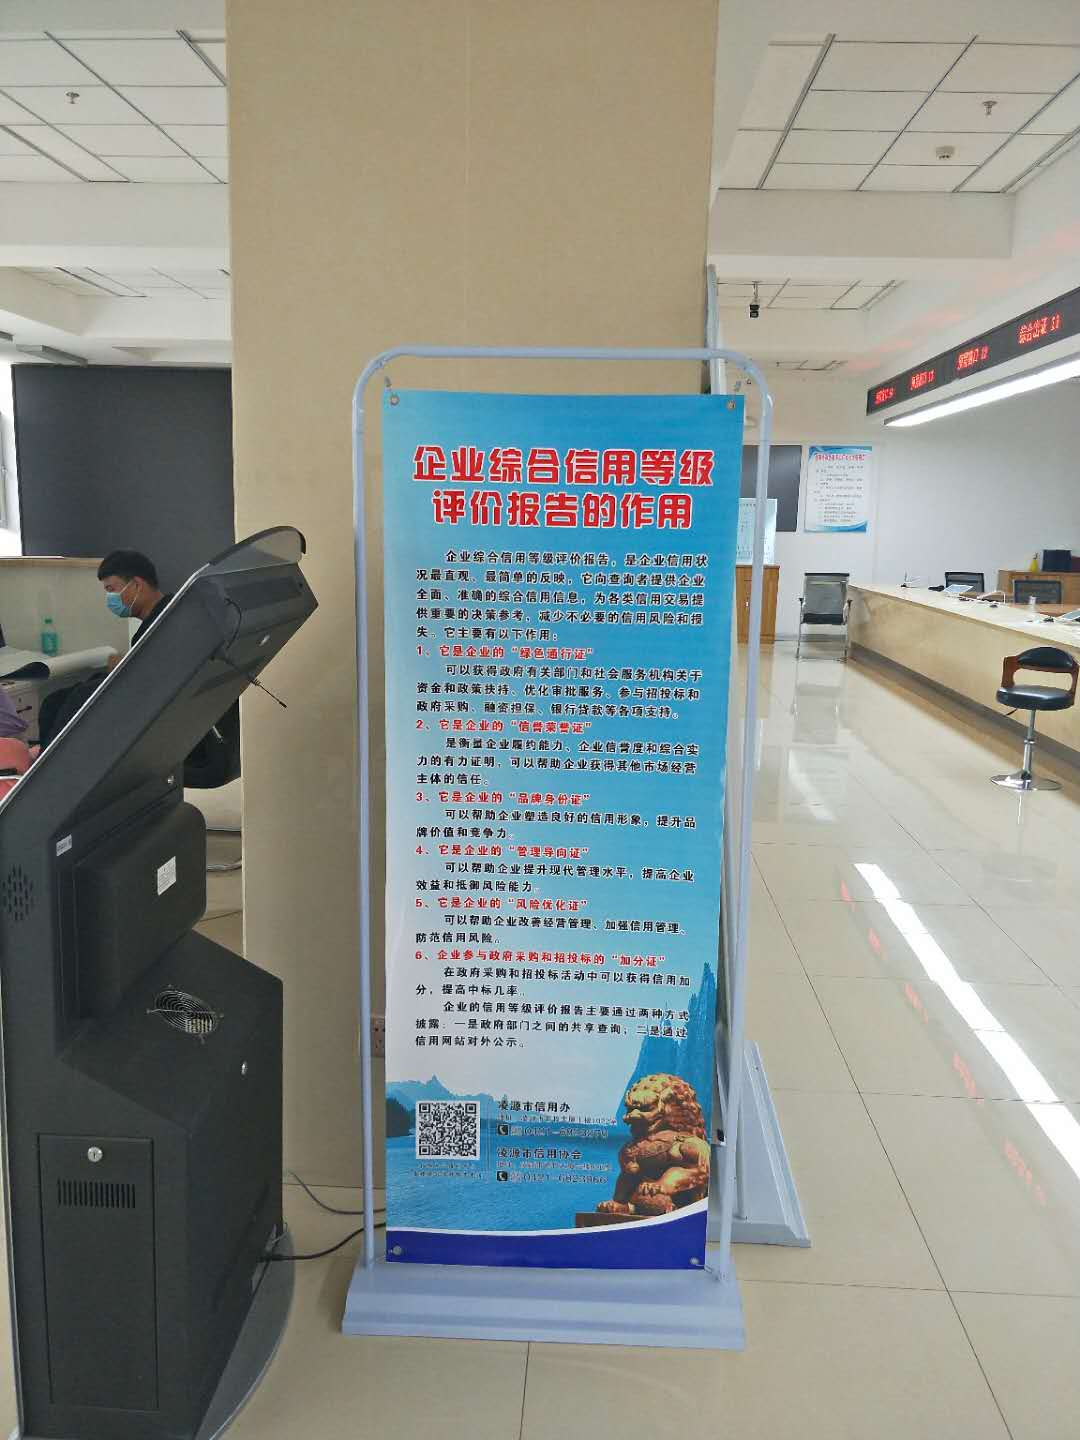 企业综合信用等级
评价报告的作用
企业综合信用等级评价报告，是企业信用状
况最直观、最简单的反映，它向查询者提供企业
全面、准确的综合信用信息，为各类信用交易提
供重要的决策参考，减少不必要的信用风险和损
失。它主要有以下作用：
1、它是企业的“绿色通行证”
可以获得政府有关部门和社会服务机构关于
资金和政策扶持、优化审批服务、参与招投标和
政府采购、融资担保、银行贷款等各项支持。
2、它是企业的“信誉荣誉证”
是衡量企业履约能力、企业信誉度和综合实
力的有力证明，可以帮助企业获得其他市场经营
主体的信任。
3、它是企业的“品牌身份证”
可以帮助企业塑造良好的信用形象，提升品
牌价值和竞争力。
4、它是企业的“管理导向证”
可以帮助企业提升现代管理水平，提高企业
效益和抵御风险能力。
5、它是企业的“风险优化证”
可以帮助企业改善经营管理、加强信用管理、
防范信用风险。
6、企业参与政府采购和招投标的“加分证”
在政府采购和招投标活动中可以获得信用加
分，提高中标几率。
企业的信用等级评价报告主要通过两种方式
披露：一是政府部门之间的共享查询；二是通过
信用网站对外公示。
凌源市信用办
凌源市信用协会
0421-6823966
综合出证 11